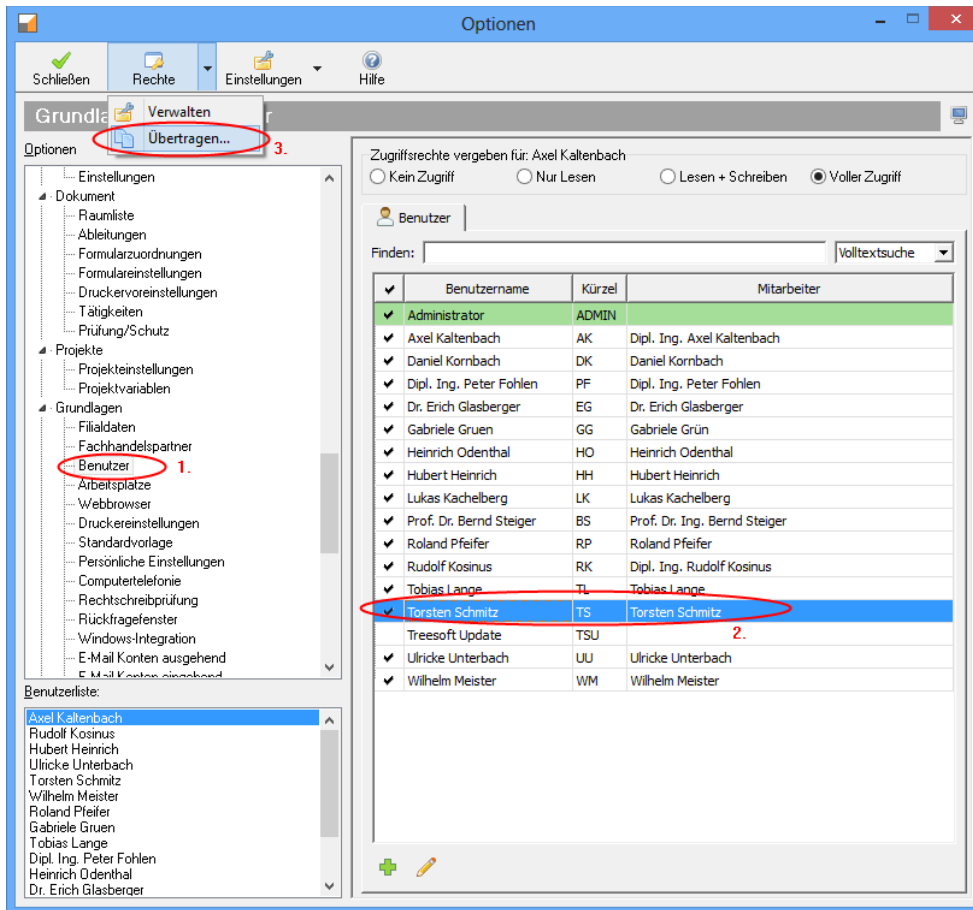 Optionen
Schließen Rechte Einstellungen Hilfe
Verwalten
Übertragen...
3.
Optionen
Einstellungen
Dokument
Raumliste
Ableitungen
Formularzuordnungen
Formulareinstellungen
Druckervoreinstellungen
Tätigkeiten
Prüfung/Schutz
Projekte
Projekteinstellungen
Projektvariablen
Grundlagen
Filialdaten
Fachhandelspartner
Benutzer 1.
Arbeitsplätze
Webbrowser
Druckereinstellungen
Standardvorlage
Persönliche Einstellungen
Computertelefonie
Rechtschreibprüfung
Rückfragefenster
Windows-Integration
E-Mail Konten ausgehend
E-Mail Konten eingehend
Benutzerliste:
Axel Kaltenbach
Rudolf Kosinus
Hubert Heinrich
Ulricke Unterbach
Torsten Schmitz
Wilhelm Meister
Roland Pfeifer
Gabriele Gruen
Tobias Lange
Dipl. Ing. Peter Fohlen
Heinrich Odenthal
Dr. Erich Glasberger
Zugriffsrechte vergeben für: Axel Kaltenbach
Kein Zugriff Nur Lesen Lesen + Schreiben Voller Zugriff
Benutzer
Finden: Volltextsuche
Benutzername Kürzel Mitarbeiter
Administrator ADMIN
Axel Kaltenbach AK Dipl. Ing. Axel Kaltenbach
Daniel Kornbach DK Daniel Kornbach
Dipl. Ing. Peter Fohlen PF Dipl. Ing. Peter Fohlen
Dr. Erich Glasberger EG Dr. Erich Glasberger
Gabriele Gruen GG Gabriele Grün
Heinrich Odenthal HO Heinrich Odenthal
Hubert Heinrich HH Hubert Heinrich
Lukas Kachelberg LK Lukas Kachelberg
Prof. Dr. Bernd Steiger BS Prof. Dr. Ing. Bernd Steiger
Roland Pfeifer RP Roland Pfeifer
Rudolf Kosinus RK Dipl. Ing. Rudolf Kosinus
Tobias Lange TL Tobias Lange
Torsten Schmitz TS Torsten Schmitz
2.
Treesoft Update TSU
Ulricke Unterbach UU Ulricke Unterbach
Wilhelm Meister WM Wilhelm Meister